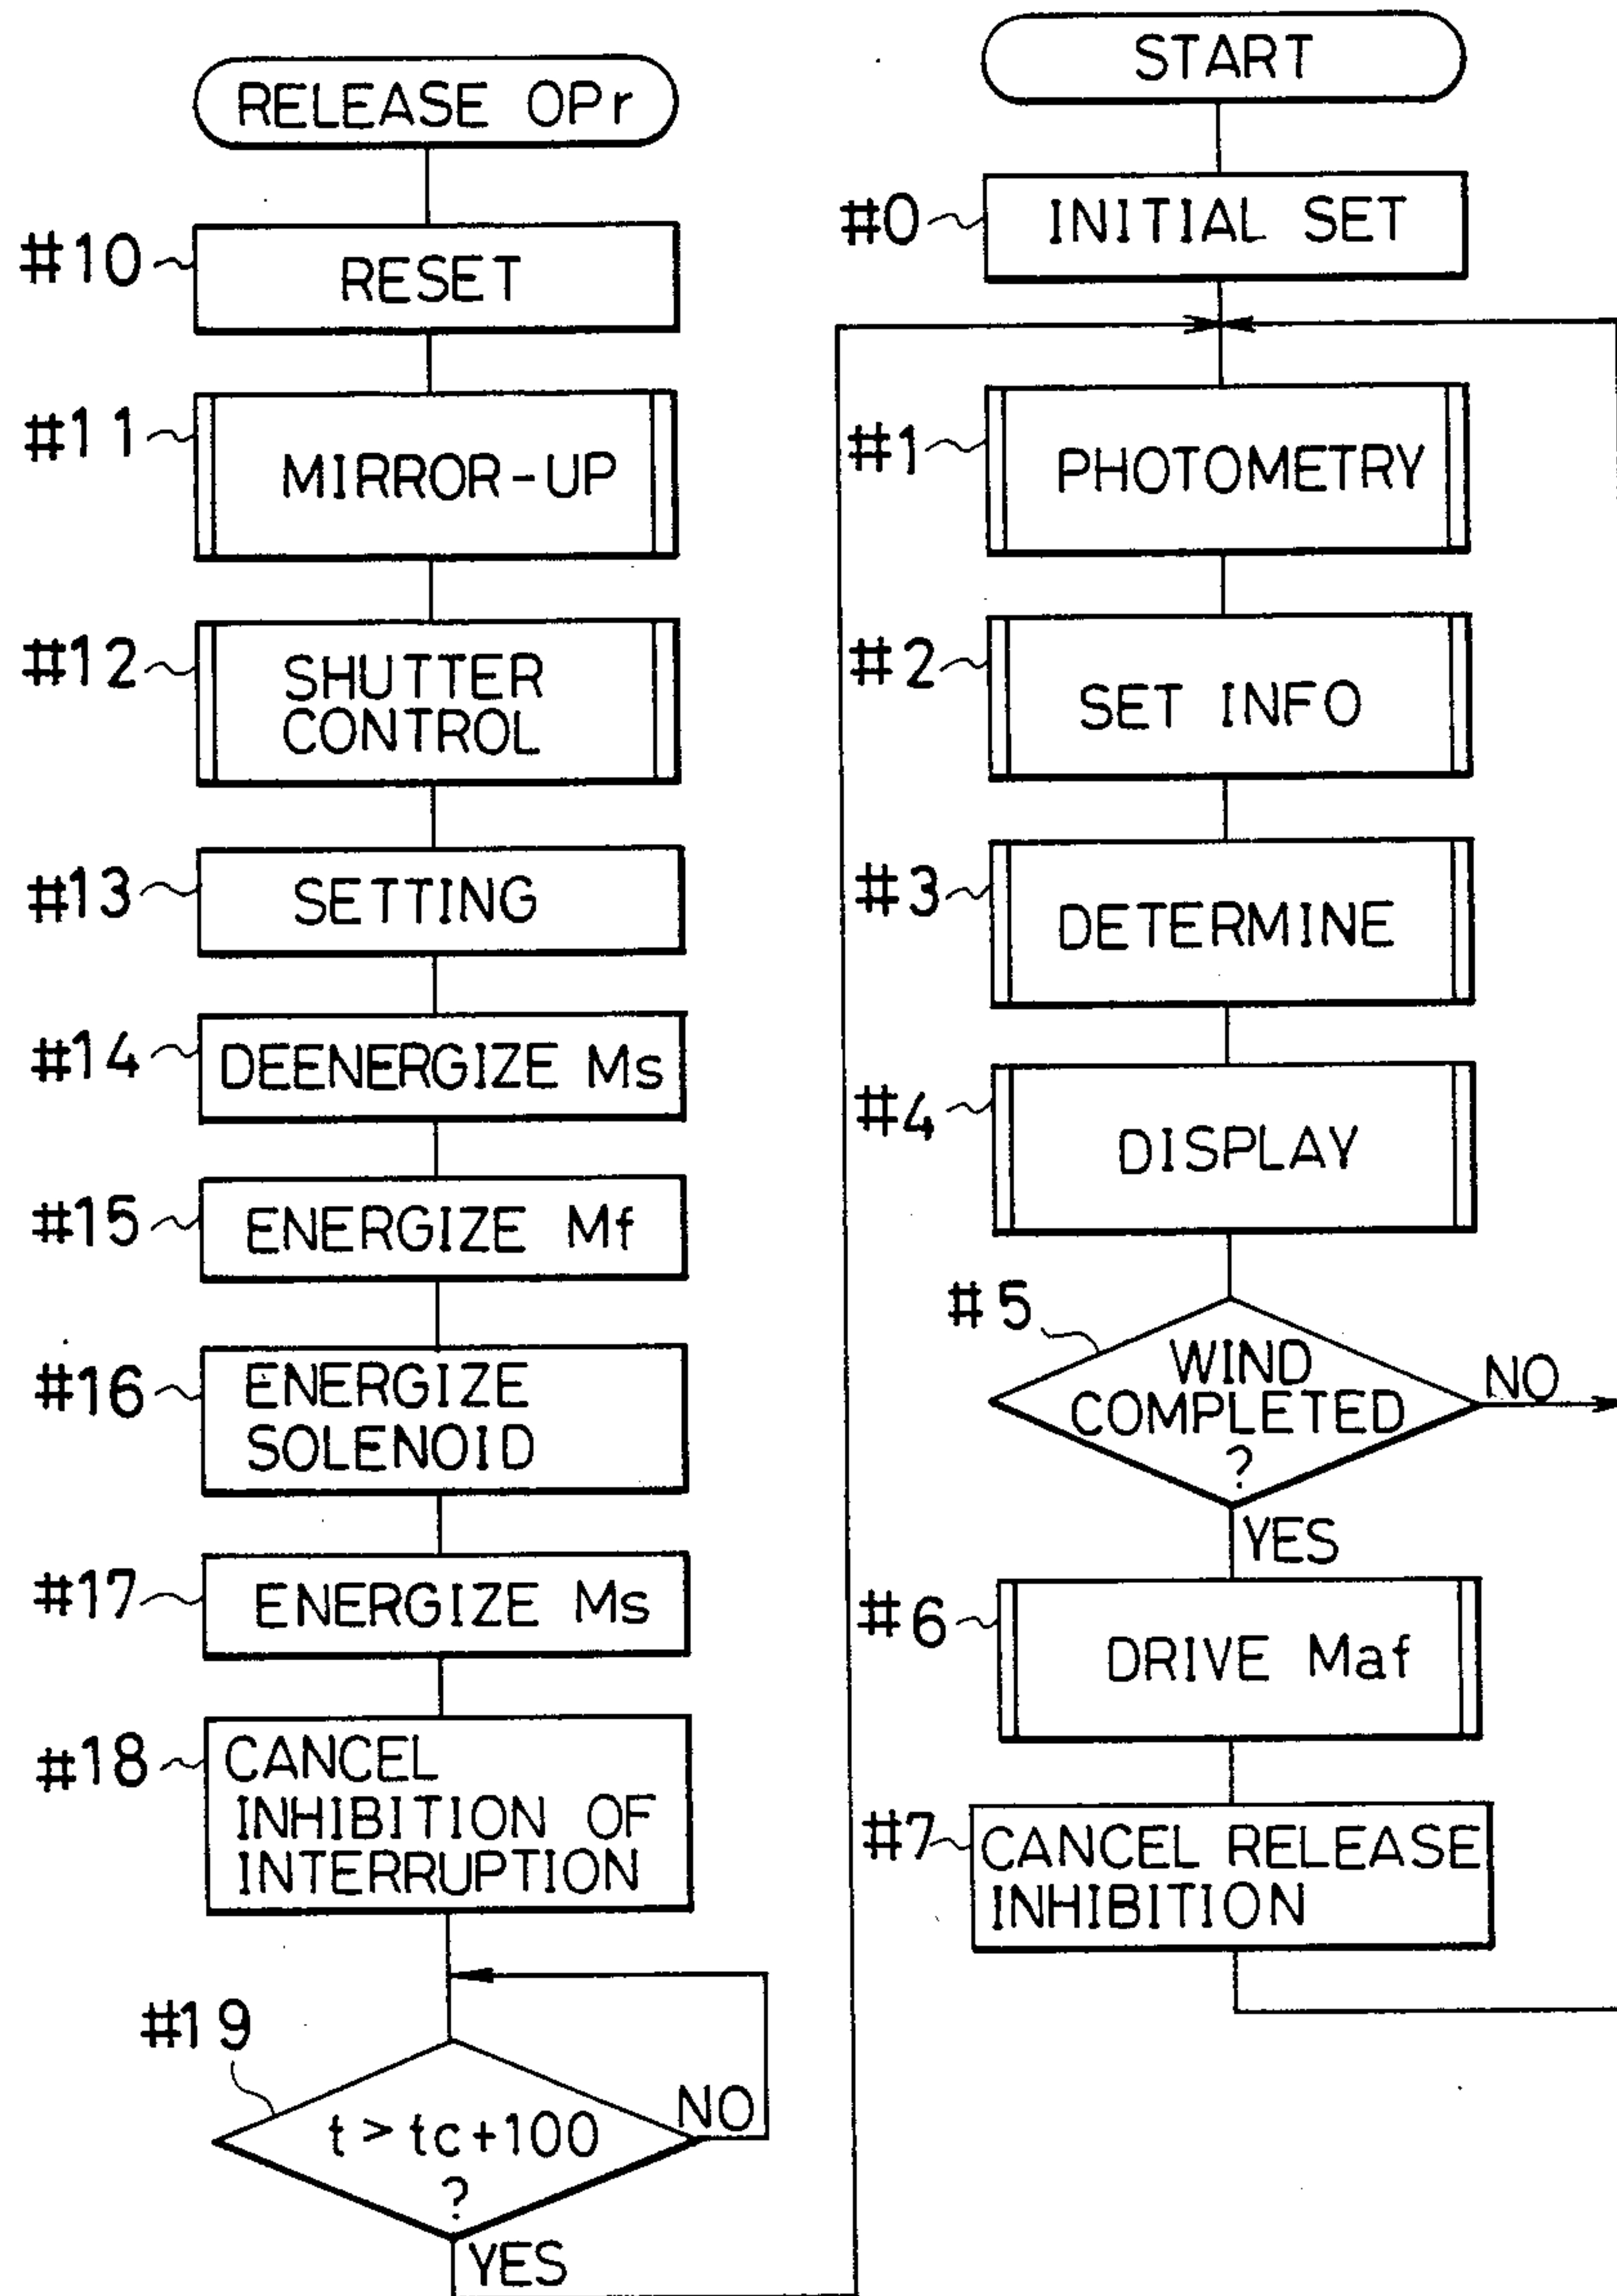 RELEASE OPr
#10
RESET
#11
MIRROR-UP
#12
SHUTTER
CONTROL
#13
SETTING
#14
DEENERGIZE Ms
#15
ENERGIZE Mf
#16
ENERGIZE
SOLENOID
#17
ENERGIZE Ms
#18
CANCEL
INHIBITION OF
INTERRUPTION
#19
t > tc+100
?
NO
YES
START
#0
INITIAL SET
#1
PHOTOMETRY
#2
SET INFO
#3
DETERMINE
#4
DISPLAY
#5
WIND
COMPLETED
?
NO
YES
#6
DRIVE Maf
#7
CANCEL RELEASE
INHIBITION